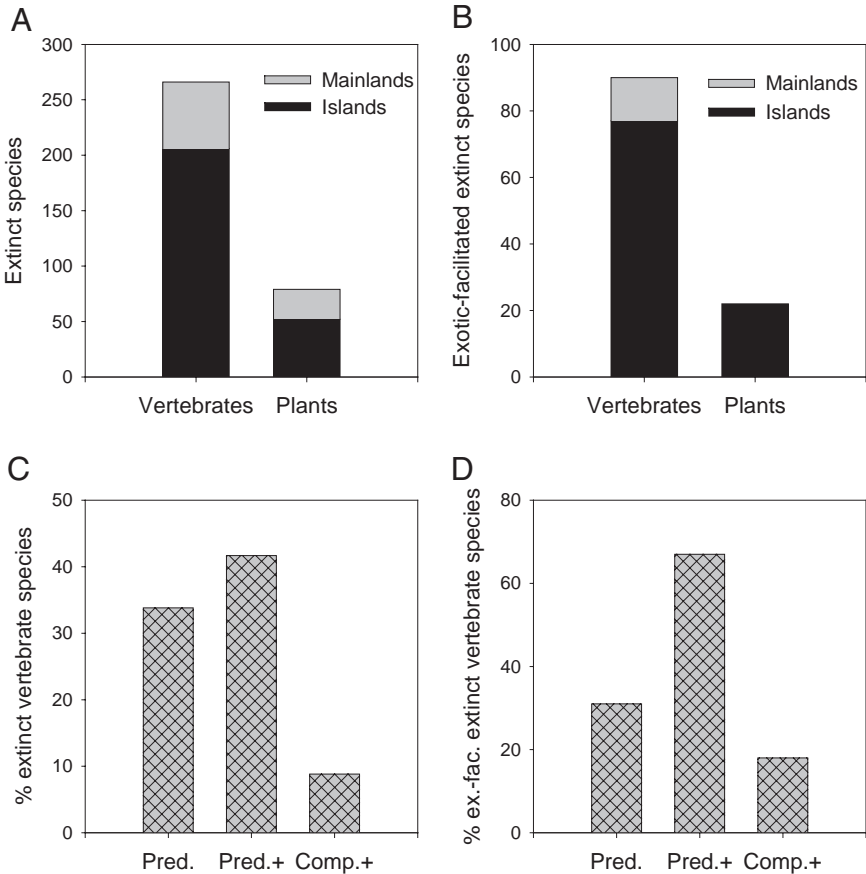 A
Extinct species
300
250
200
150
100
50
0
Mainlands
Islands
Vertebrates Plants
B
Exotic-facilitated extinct species
100
80
60
40
20
0
Mainlands
Islands
Vertebrates Plants
C
% extinct vertebrate species
50
40
30
20
10
0
Pred. Pred.+ Comp.+
D
% ex.-fac. extinct vertebrate species
80
60
40
20
0
Pred. Pred.+ Comp.+